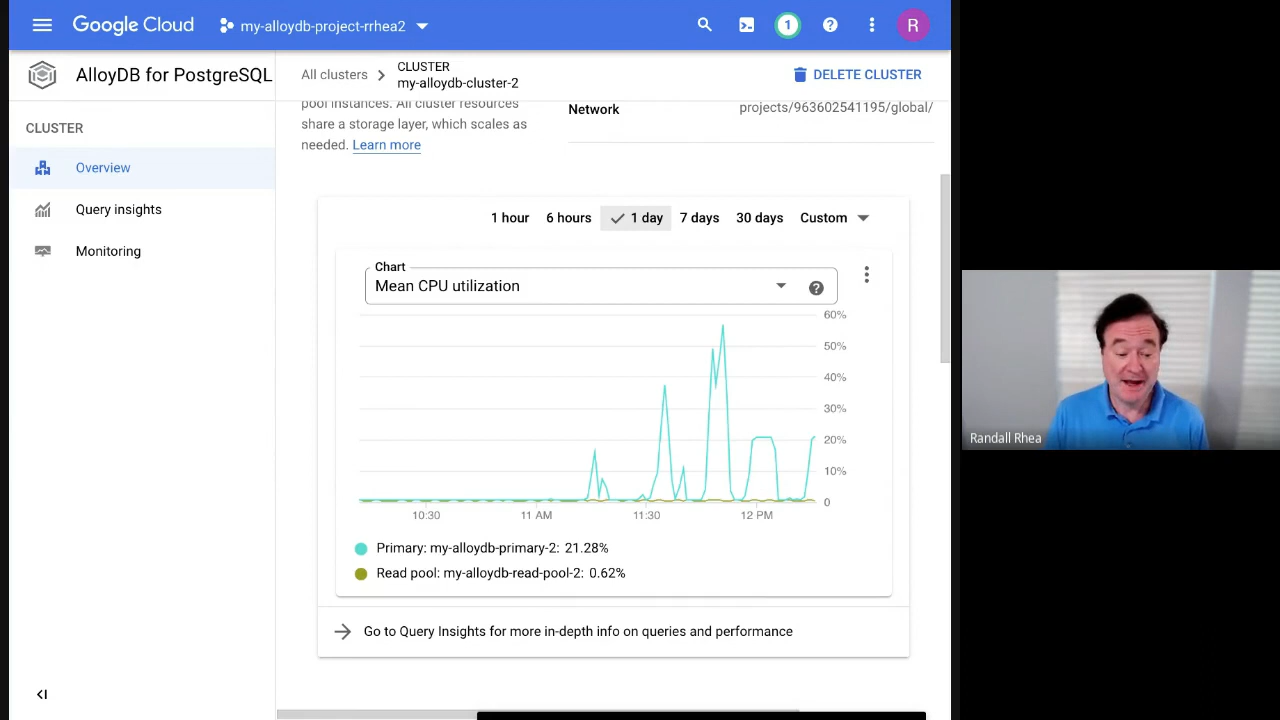 Google Cloud
my-alloydb-project-rrhea2
1
R
AlloyDB for PostgreSQL
All clusters
CLUSTER
my-alloydb-cluster-2
DELETE CLUSTER
CLUSTER
Overview
Query insights
Monitoring
pool instances. All cluster resources
share a storage layer, which scales as
needed. Learn more
Network
projects/963602541195/global/
1 hour
6 hours
1 day
7 days
30 days
Custom
Chart
Mean CPU utilization
60%
50%
40%
30%
20%
10%
0
10:30
11 AM
11:30
12 PM
Primary: my-alloydb-primary-2: 21.28%
Read pool: my-alloydb-read-pool-2: 0.62%
Go to Query Insights for more in-depth info on queries and performance
Randall Rhea